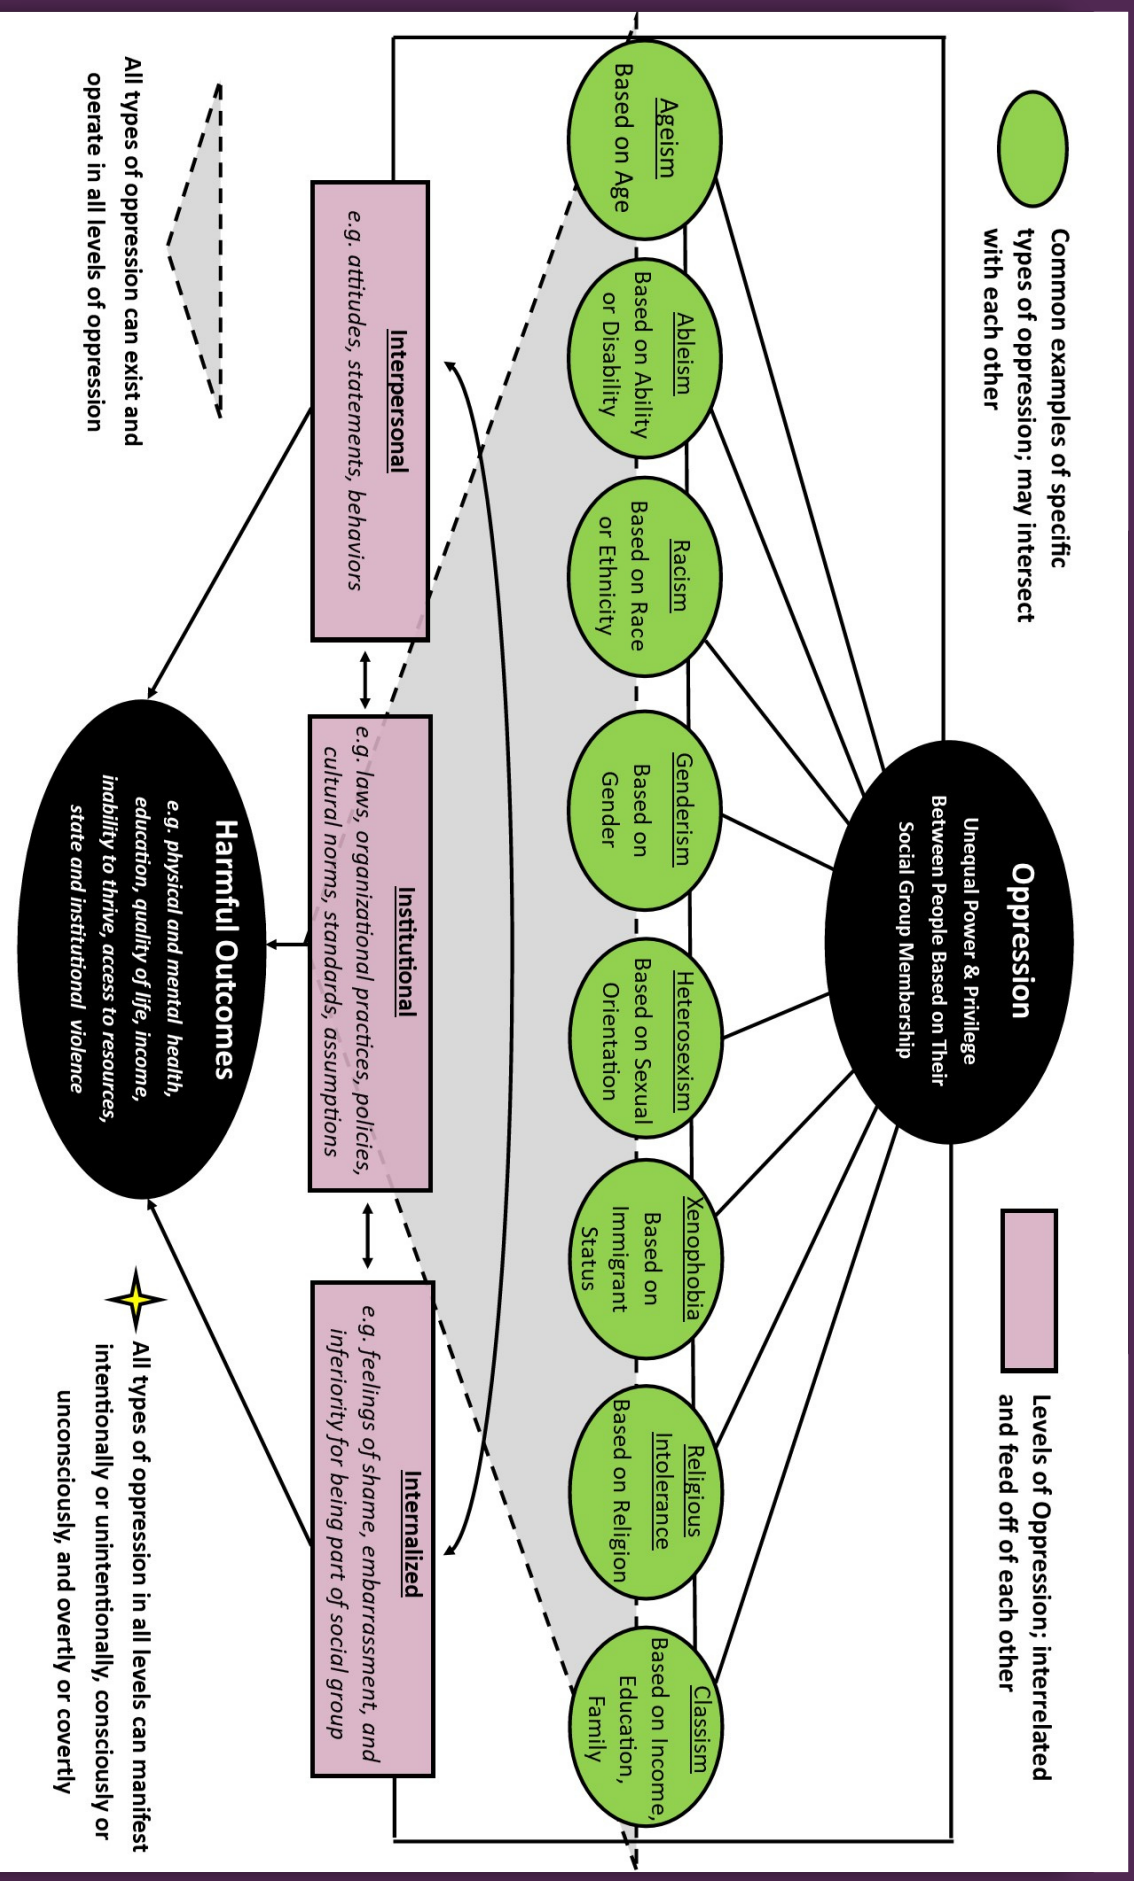 Common examples of specific
types of oppression; may intersect
with each other
Oppression
Unequal Power & Privilege
Between People Based on Their
Social Group Membership
Levels of Oppression; interrelated
and feed off of each other
Ageism
Based on Age
Ableism
Based on Ability
or Disability
Racism
Based on Race
or Ethnicity
Genderism
Based on
Gender
Heterosexism
Based on Sexual
Orientation
Xenophobia
Based on
Immigrant
Status
Religious
Intolerance
Based on Religion
Classism
Based on Income,
Education,
Family
Interpersonal
e.g. attitudes, statements, behaviors
Institutional
e.g. laws, organizational practices, policies,
cultural norms, standards, assumptions
Internalized
e.g. feelings of shame, embarrassment, and
inferiority for being part of social group
All types of oppression can exist and
operate in all levels of oppression
Harmful Outcomes
e.g. physical and mental health,
education, quality of life, income,
inability to thrive, access to resources,
state and institutional violence
All types of oppression in all levels can manifest
intentionally or unintentionally, consciously or
unconsciously, and overtly or covertly